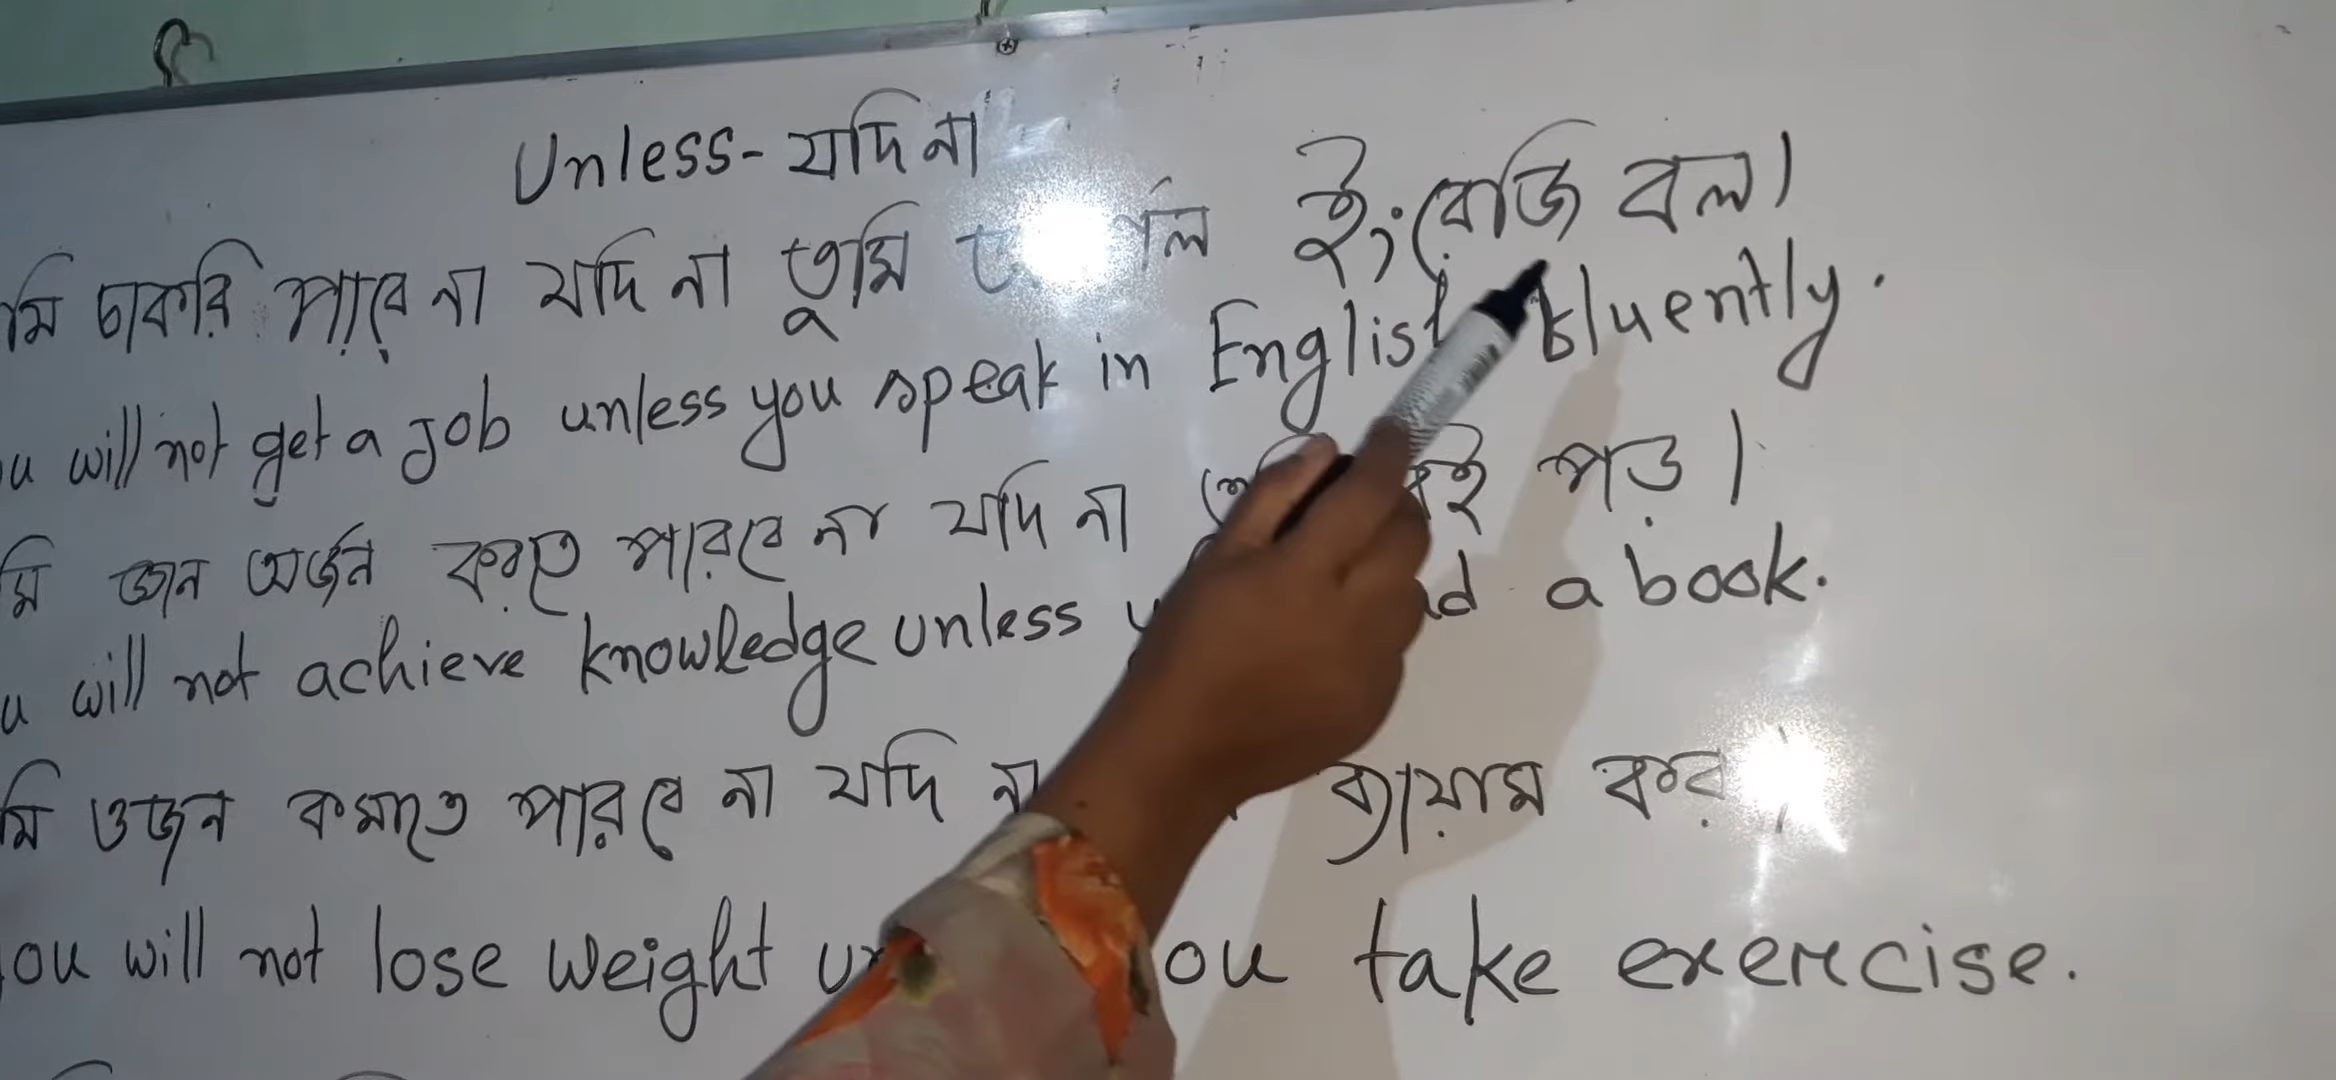 Unless - যদি না
মি চাকরি পাবে না যদি না তুমি ইংরেজি বল।
u will not get a job unless you speak in English fluently.
মি জ্ঞান অর্জন করতে পারবে না যদি না পড়।
u will not achieve knowledge unless a book.
মি ওজন কমাতে পারবে না যদি না ব্যায়াম কর।
ou will not lose weight ou take exercise.